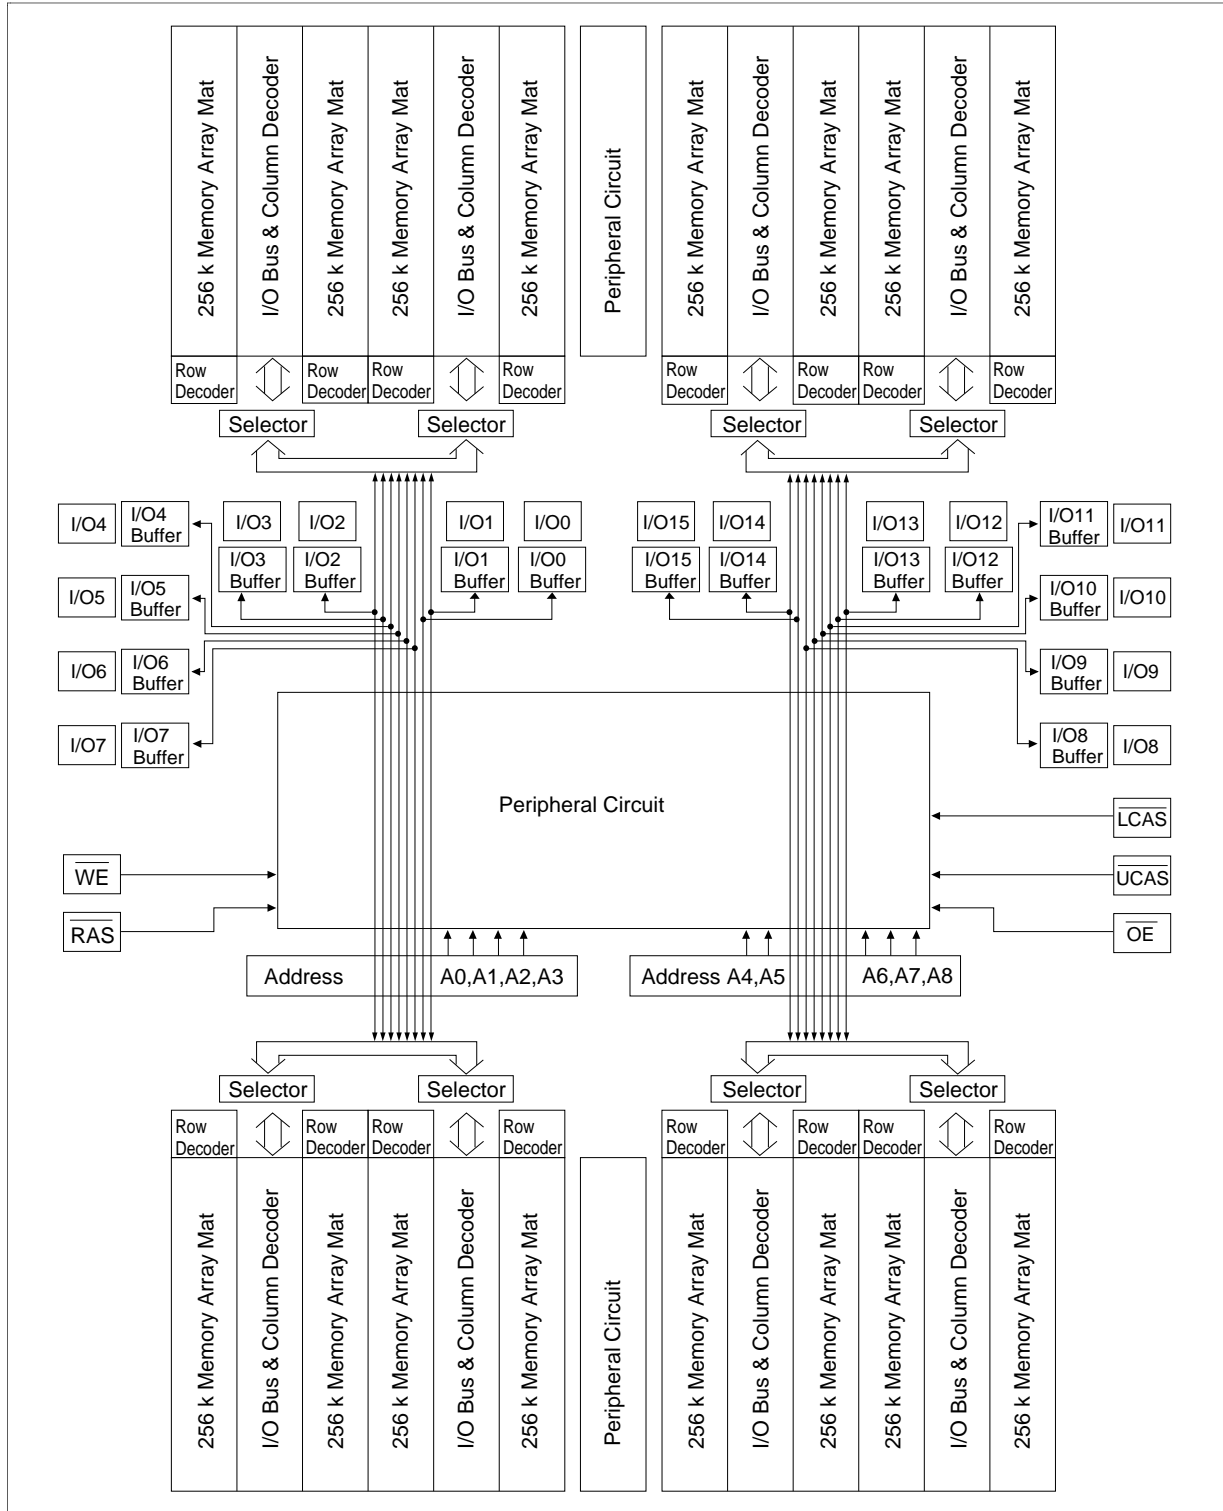 256 k Memory Array Mat
I/O Bus & Column Decoder
256 k Memory Array Mat
256 k Memory Array Mat
I/O Bus & Column Decoder
256 k Memory Array Mat
Peripheral Circuit
256 k Memory Array Mat
I/O Bus & Column Decoder
256 k Memory Array Mat
256 k Memory Array Mat
I/O Bus & Column Decoder
256 k Memory Array Mat
Row
Decoder
Row
Decoder
Row
Decoder
Row
Decoder
Row
Decoder
Row
Decoder
Row
Decoder
Row
Decoder
Selector
Selector
Selector
Selector
I/O4
I/O4
Buffer
I/O3
I/O2
I/O1
I/O0
I/O15
I/O14
I/O13
I/O12
I/O11
Buffer
I/O11
I/O3
Buffer
I/O2
Buffer
I/O1
Buffer
I/O0
Buffer
I/O15
Buffer
I/O14
Buffer
I/O13
Buffer
I/O12
Buffer
I/O5
I/O5
Buffer
I/O10
Buffer
I/O10
I/O6
I/O6
Buffer
I/O9
Buffer
I/O9
I/O7
I/O7
Buffer
I/O8
Buffer
I/O8
Peripheral Circuit
LCAS
WE
UCAS
RAS
OE
Address A0,A1,A2,A3
Address A4,A5 A6,A7,A8
Selector
Selector
Selector
Selector
Row
Decoder
Row
Decoder
Row
Decoder
Row
Decoder
Row
Decoder
Row
Decoder
Row
Decoder
Row
Decoder
256 k Memory Array Mat
I/O Bus & Column Decoder
256 k Memory Array Mat
256 k Memory Array Mat
I/O Bus & Column Decoder
256 k Memory Array Mat
Peripheral Circuit
256 k Memory Array Mat
I/O Bus & Column Decoder
256 k Memory Array Mat
256 k Memory Array Mat
I/O Bus & Column Decoder
256 k Memory Array Mat